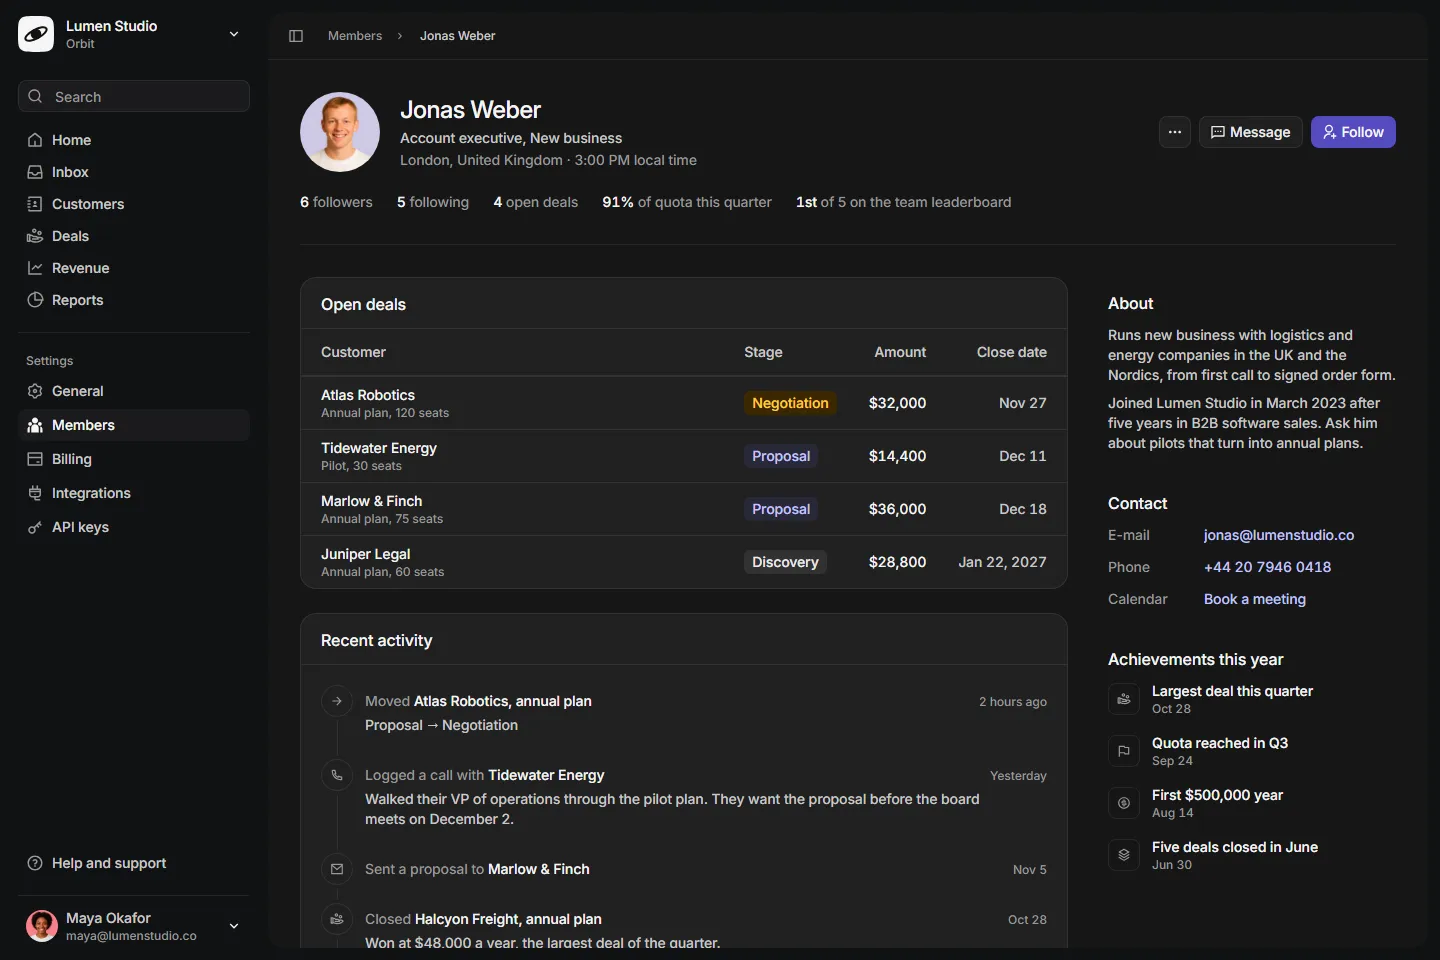 Lumen Studio
Orbit
Search
Home
Inbox
Customers
Deals
Revenue
Reports
Settings
General
Members
Billing
Integrations
API keys
Help and support
Maya Okafor
maya@lumenstudio.co
Members › Jonas Weber
Jonas Weber
Account executive, New business
London, United Kingdom · 3:00 PM local time
Message
Follow
6 followers 5 following 4 open deals 91% of quota this quarter 1st of 5 on the team leaderboard
Open deals
Customer Stage Amount Close date
Atlas Robotics Negotiation $32,000 Nov 27
Annual plan, 120 seats
Tidewater Energy Proposal $14,400 Dec 11
Pilot, 30 seats
Marlow & Finch Proposal $36,000 Dec 18
Annual plan, 75 seats
Juniper Legal Discovery $28,800 Jan 22, 2027
Annual plan, 60 seats
Recent activity
Moved Atlas Robotics, annual plan 2 hours ago
Proposal → Negotiation
Logged a call with Tidewater Energy Yesterday
Walked their VP of operations through the pilot plan. They want the proposal before the board
meets on December 2.
Sent a proposal to Marlow & Finch Nov 5
Closed Halcyon Freight, annual plan Oct 28
Won at $48,000 a year, the largest deal of the quarter.
About
Runs new business with logistics and
energy companies in the UK and the
Nordics, from first call to signed order form.
Joined Lumen Studio in March 2023 after
five years in B2B software sales. Ask him
about pilots that turn into annual plans.
Contact
E-mail jonas@lumenstudio.co
Phone +44 20 7946 0418
Calendar Book a meeting
Achievements this year
Largest deal this quarter
Oct 28
Quota reached in Q3
Sep 24
First $500,000 year
Aug 14
Five deals closed in June
Jun 30